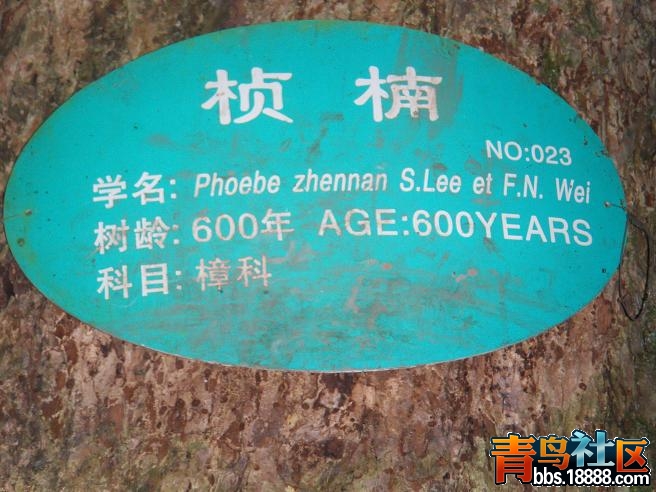 桢 楠
NO:023
学名: Phoebe zhennan S.Lee et F.N. Wei
树龄: 600年 AGE:600YEARS
科目: 樟科
青鸟社区
bbs.18888.com